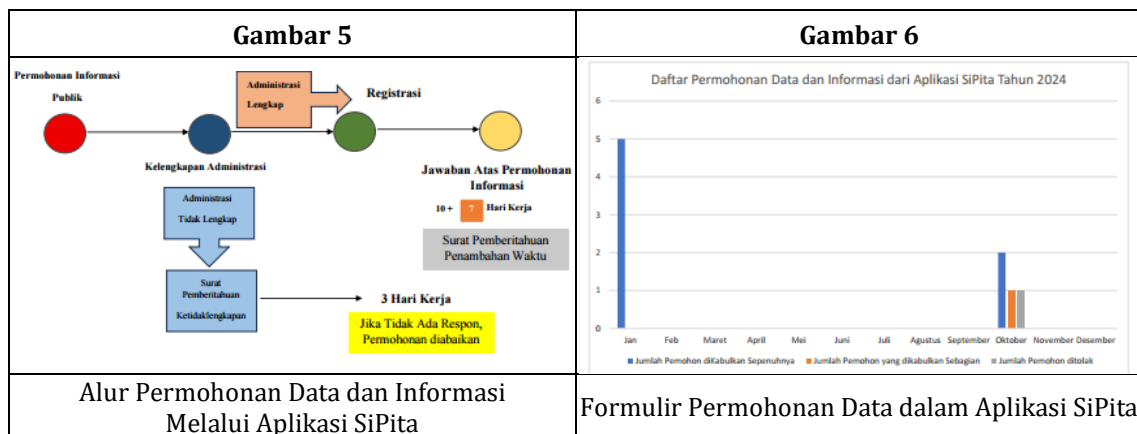 Gambar 5
Permohonan Informasi
Publik
Administrasi
Lengkap
Registrasi
Kelengkapan Administrasi
Jawaban Atas Permohonan
Informasi
10 + 7 Hari Kerja
Surat Pemberitahuan
Penambahan Waktu
Administrasi
Tidak Lengkap
Surat
Pemberitahuan
Ketidaklengkapan
3 Hari Kerja
Jika Tidak Ada Respon,
Permohonan diabaikan
Alur Permohonan Data dan Informasi
Melalui Aplikasi SiPita
Gambar 6
Daftar Permohonan Data dan Informasi dari Aplikasi SiPita Tahun 2024
6
5
4
3
2
1
0
Jan Feb Maret April Mei Juni Juli Agustus September Oktober November Desember
Jumlah Pemohon diKabulkan Sepenuhnya Jumlah Pemohon yang dikabulkan Sebagian Jumlah Pemohon ditolak
Formulir Permohonan Data dalam Aplikasi SiPita